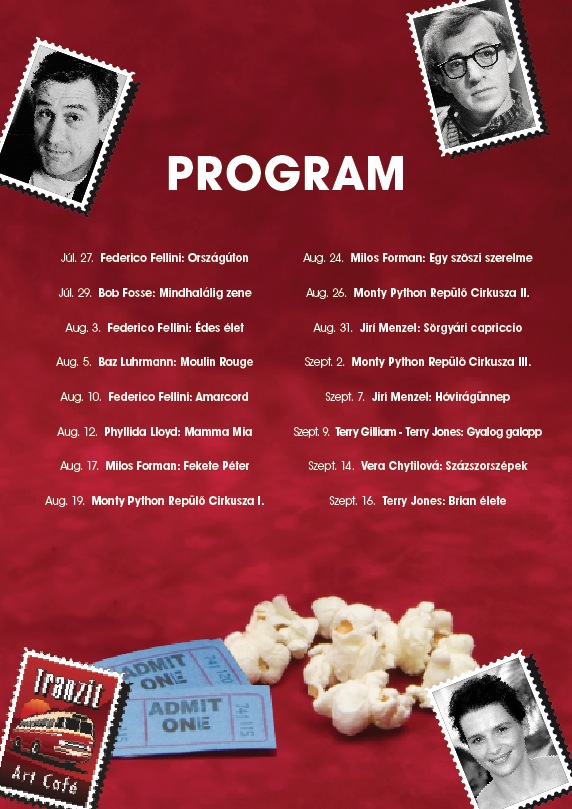 PROGRAM
Júl. 27. Federico Fellini: Országúton
Júl. 29. Bob Fosse: Mindhalálig zene
Aug. 3. Federico Fellini: Édes élet
Aug. 5. Baz Luhrmann: Moulin Rouge
Aug. 10. Federico Fellini: Amarcord
Aug. 12. Phyllida Lloyd: Mamma Mia
Aug. 17. Milos Forman: Fekete Péter
Aug. 19. Monty Python Repülő Cirkusza I.
Aug. 24. Milos Forman: Egy szöszi szerelme
Aug. 26. Monty Python Repülő Cirkusza II.
Aug. 31. Jirí Menzel: Sörgyári capriccio
Szept. 2. Monty Python Repülő Cirkusza III.
Szept. 7. Jiri Menzel: Hóvirágünnep
Szept. 9. Terry Gilliam - Terry Jones: Gyalog galopp
Szept. 14. Vera Chytilová: Százszorszépek
Szept. 16. Terry Jones: Brian élete
ADMIT
ONE
ADMIT
ONE
741115
Tranzit
Art Café